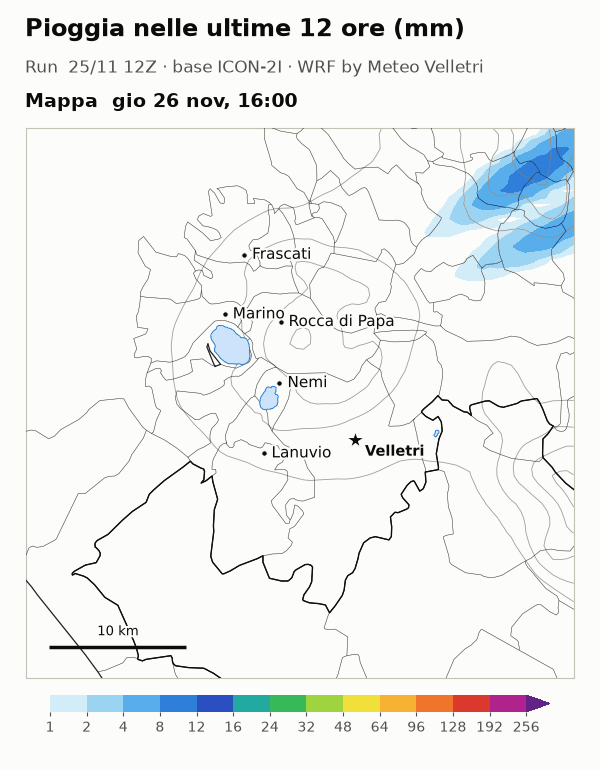 Pioggia nelle ultime 12 ore (mm)
Run  25/11 12Z · base ICON-2I · WRF by Meteo Velletri
Mappa  gio 26 nov, 16:00
Frascati
Marino
Rocca di Papa
Nemi
Velletri
Lanuvio
10 km
1 2 4 8 12 16 24 32 48 64 96 128 192 256